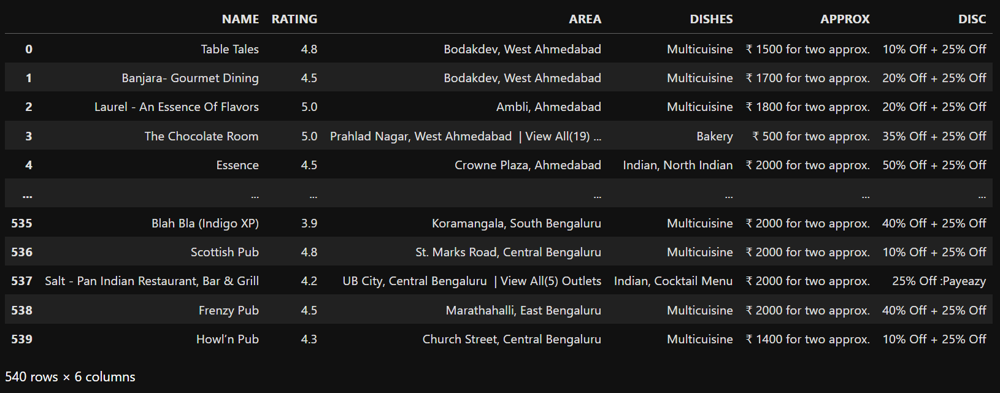 NAME RATING AREA DISHES APPROX DISC
0 Table Tales 4.8 Bodakdev, West Ahmedabad Multicuisine ₹ 1500 for two approx. 10% Off + 25% Off
1 Banjara- Gourmet Dining 4.5 Bodakdev, West Ahmedabad Multicuisine ₹ 1700 for two approx. 20% Off + 25% Off
2 Laurel - An Essence Of Flavors 5.0 Ambli, Ahmedabad Multicuisine ₹ 1800 for two approx. 20% Off + 25% Off
3 The Chocolate Room 5.0 Prahlad Nagar, West Ahmedabad | View All(19) ... Bakery ₹ 500 for two approx. 35% Off + 25% Off
4 Essence 4.5 Crowne Plaza, Ahmedabad Indian, North Indian ₹ 2000 for two approx. 50% Off + 25% Off
... ... ... ... ... ... ...
535 Blah Bla (Indigo XP) 3.9 Koramangala, South Bengaluru Multicuisine ₹ 2000 for two approx. 40% Off + 25% Off
536 Scottish Pub 4.8 St. Marks Road, Central Bengaluru Multicuisine ₹ 2000 for two approx. 10% Off + 25% Off
537 Salt - Pan Indian Restaurant, Bar & Grill 4.2 UB City, Central Bengaluru | View All(5) Outlets Indian, Cocktail Menu ₹ 2000 for two approx. 25% Off :Payeazy
538 Frenzy Pub 4.5 Marathahalli, East Bengaluru Multicuisine ₹ 2000 for two approx. 40% Off + 25% Off
539 Howl’n Pub 4.3 Church Street, Central Bengaluru Multicuisine ₹ 1400 for two approx. 10% Off + 25% Off
540 rows × 6 columns